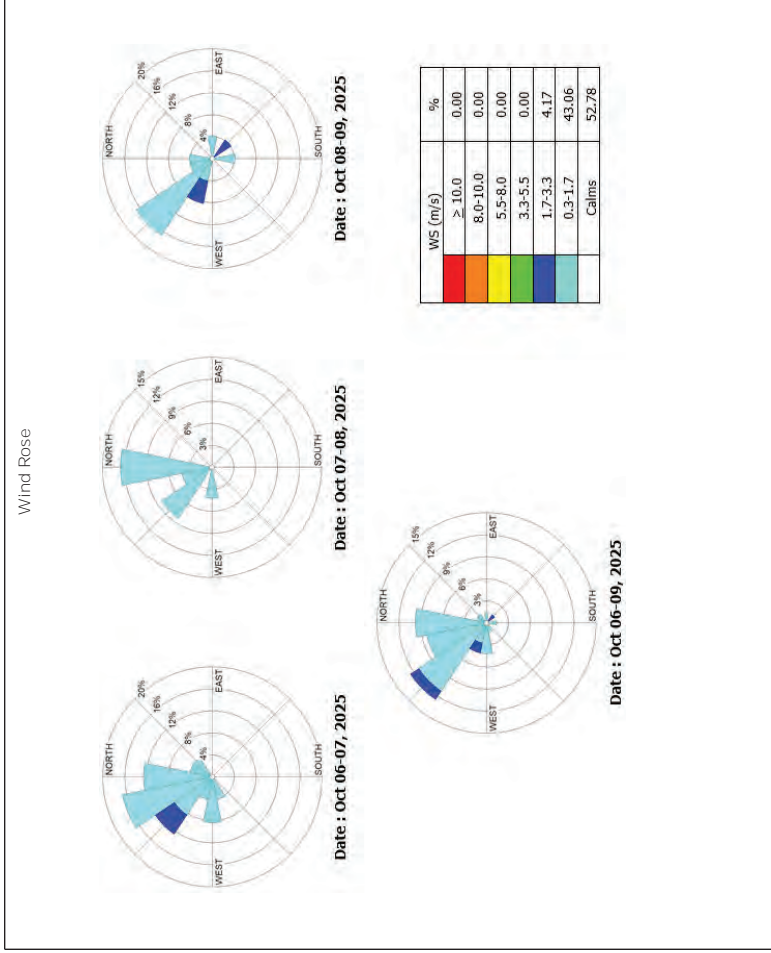 Wind Rose
NORTH
EAST
SOUTH
WEST
4%
8%
12%
16%
20%
Date : Oct 06-07, 2025
NORTH
EAST
SOUTH
WEST
3%
6%
9%
12%
15%
Date : Oct 07-08, 2025
NORTH
EAST
SOUTH
WEST
4%
8%
12%
16%
20%
Date : Oct 08-09, 2025
NORTH
EAST
SOUTH
WEST
3%
6%
9%
12%
15%
Date : Oct 06-09, 2025
WS (m/s) %
≥ 10.0 0.00
8.0-10.0 0.00
5.5-8.0 0.00
3.3-5.5 0.00
1.7-3.3 4.17
0.3-1.7 43.06
Calms 52.78